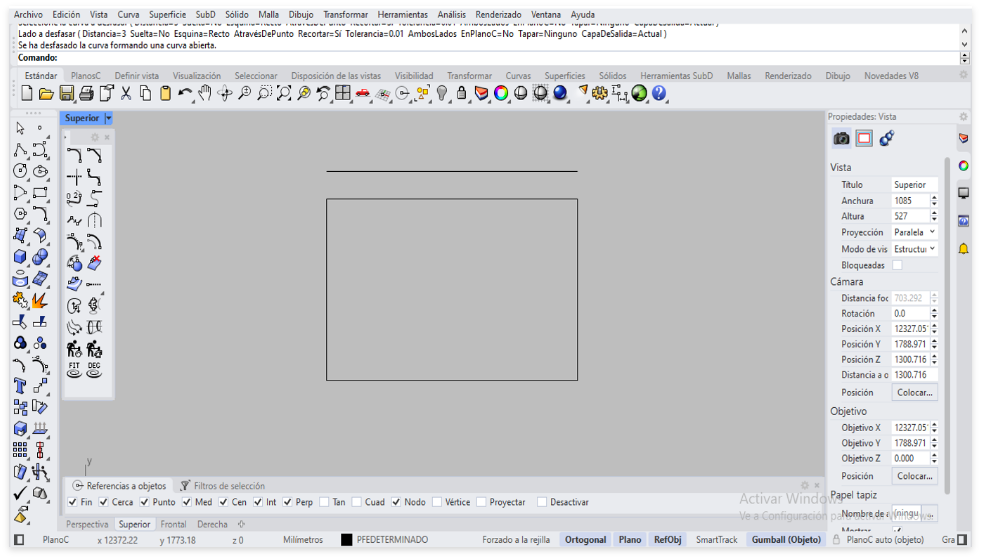 Archivo Edición Vista Curva Superficie SubD Sólido Malla Dibujo Transformar Herramientas Análisis Renderizado Ventana Ayuda
Lado a desfasar ( Distancia=3 Suelta=No Esquina=Recto AtravésDePunto Recortar=Sí Tolerancia=0.01 AmbosLados EnPlanoC=No Tapar=Ninguno CapaDeSalida=Actual )
Se ha desfasado la curva formando una curva abierta.
Comando:
Estándar PlanosC Definir vista Visualización Seleccionar Disposición de las vistas Visibilidad Transformar Curvas Superficies Sólidos Herramientas SubD Mallas Renderizado Dibujo Novedades V8
Superior
Propiedades: Vista
Vista
Título Superior
Anchura 1085
Altura 527
Proyección Paralela
Modo de vis Estructu
Bloqueadas
Cámara
Distancia foc 703.292
Rotación 0.0
Posición X 12327.05
Posición Y 1788.971
Posición Z 1300.716
Distancia a o 1300.716
Posición Colocar...
Objetivo
Objetivo X 12327.05
Objetivo Y 1788.971
Objetivo Z 0.000
Posición Colocar...
Papel tapiz
Nombre de a (ningu ...
FIT DEG
y
Referencias a objetos Filtros de selección
Fin Cerca Punto Med Cen Int Perp Tan Cuad Nodo Vértice Proyectar Desactivar
Activar Windows
Ve a Configuración para activar Windows.
Perspectiva Superior Frontal Derecha
PlanoC x 12372.22 y 1773.18 z 0 Milímetros PREDETERMINADO Forzado a la rejilla Ortogonal Plano RefObj SmartTrack Gumball (Objeto) PlanoC auto (objeto) Gra